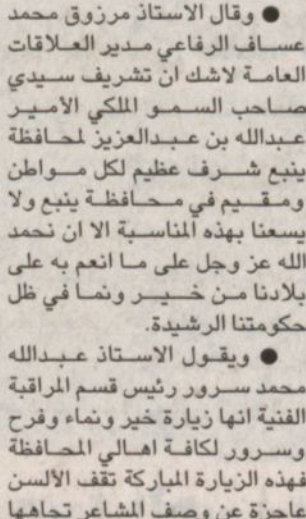 ● وقال الاستاذ مرزوق محمد
عساف الرفاعي مدير العلاقات
العامة لاشك ان تشريف سيدي
صاحب السمو الملكي الأمير
عبدالله بن عبدالعزيز لمحافظة
ينبع شرف عظيم لكل مواطن
ومقيم في محافظة ينبع ولا
يسعنا بهذه المناسبة الا ان نحمد
الله عز وجل على ما انعم به على
بلادنا من خير ونما في ظل
حكومتنا الرشيدة.
● ويقول الاستاذ عبدالله
محمد سرور رئيس قسم المراقبة
الفنية انها زيارة خير ونماء وفرح
وسرور لكافة اهالي المحافظة
فهذه الزيارة المباركة تقف الألسن
عاجزة عن وصف المشاعر تجاهها